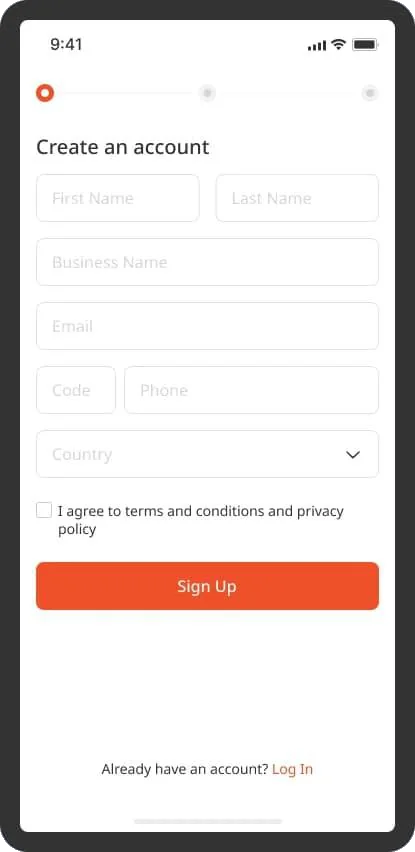 9:41
Create an account
First Name Last Name
Business Name
Email
Code Phone
Country
I agree to terms and conditions and privacy
policy
Sign Up
Already have an account? Log In